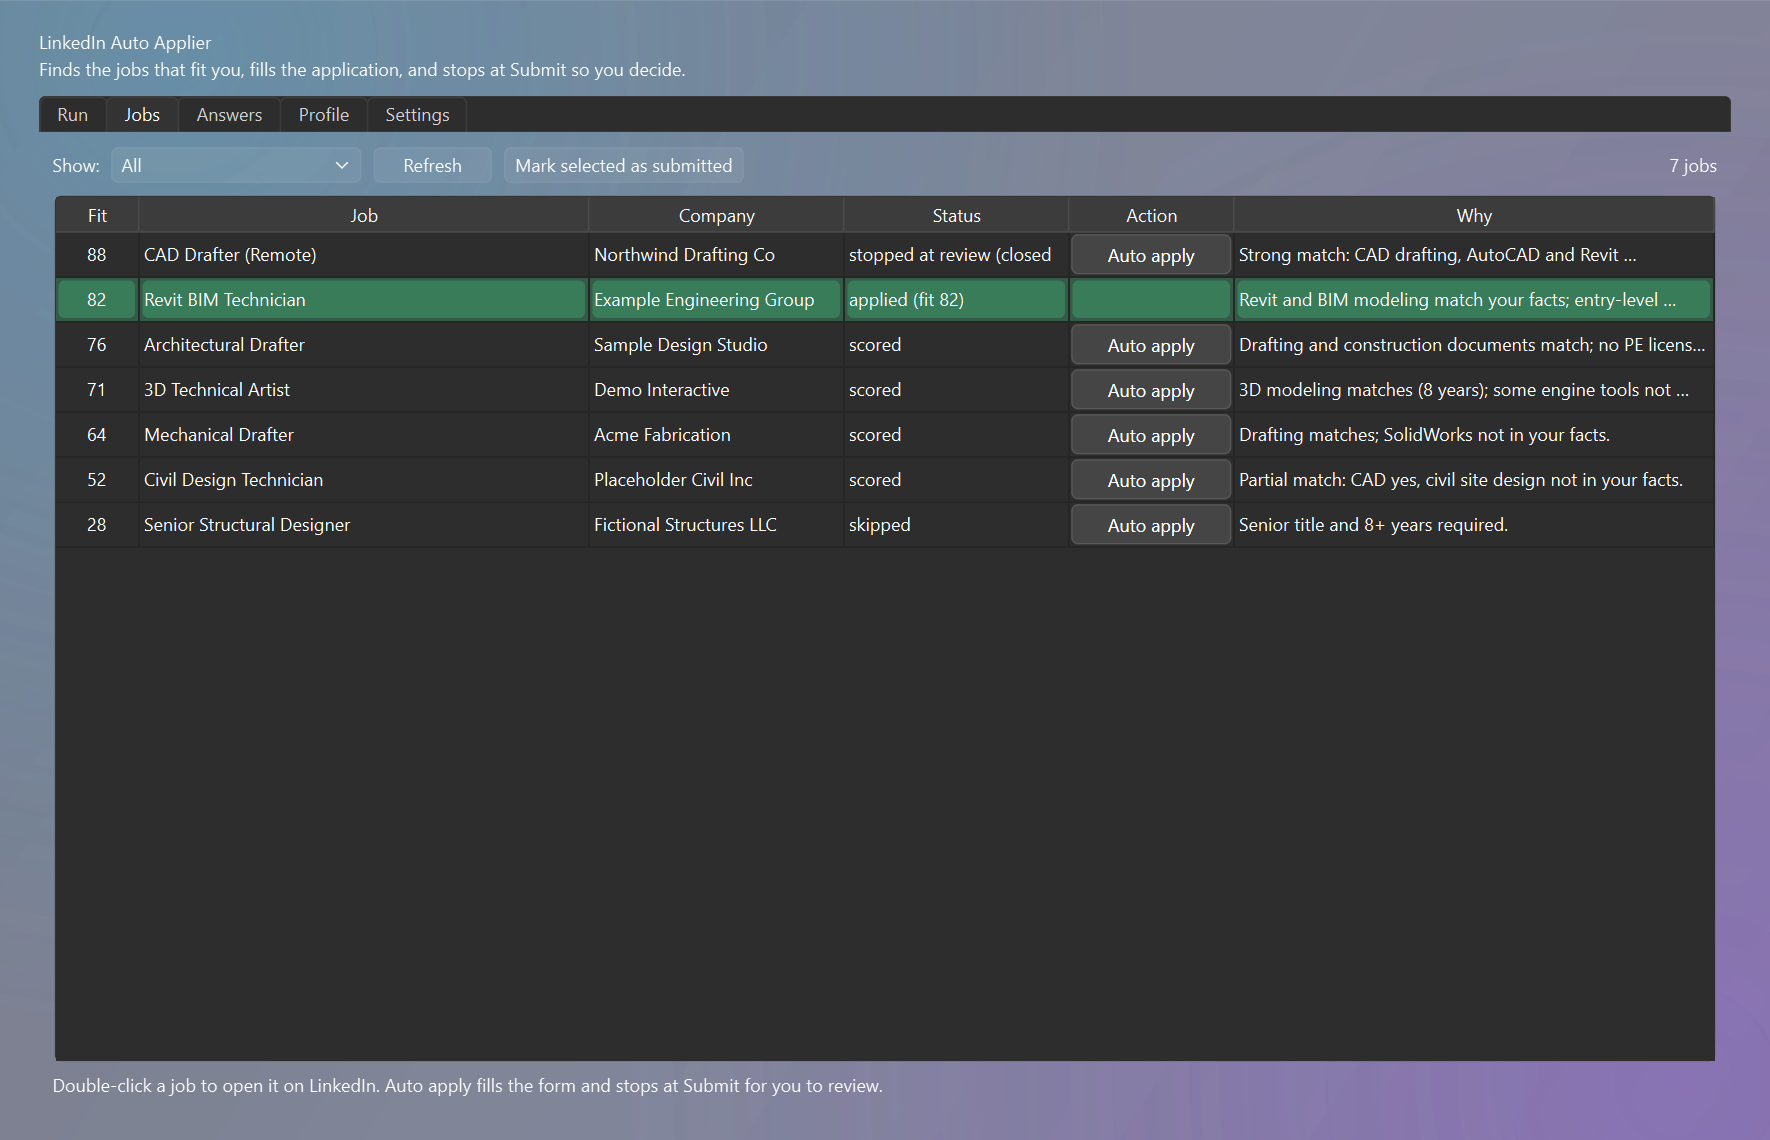 LinkedIn Auto Applier
Finds the jobs that fit you, fills the application, and stops at Submit so you decide.
Run Jobs Answers Profile Settings
Show: All Refresh Mark selected as submitted 7 jobs
Fit Job Company Status Action Why
88 CAD Drafter (Remote) Northwind Drafting Co stopped at review (closed Auto apply Strong match: CAD drafting, AutoCAD and Revit ...
82 Revit BIM Technician Example Engineering Group applied (fit 82) Revit and BIM modeling match your facts; entry-level ...
76 Architectural Drafter Sample Design Studio scored Auto apply Drafting and construction documents match; no PE licens...
71 3D Technical Artist Demo Interactive scored Auto apply 3D modeling matches (8 years); some engine tools not ...
64 Mechanical Drafter Acme Fabrication scored Auto apply Drafting matches; SolidWorks not in your facts.
52 Civil Design Technician Placeholder Civil Inc scored Auto apply Partial match: CAD yes, civil site design not in your facts.
28 Senior Structural Designer Fictional Structures LLC skipped Auto apply Senior title and 8+ years required.
Double-click a job to open it on LinkedIn. Auto apply fills the form and stops at Submit for you to review.